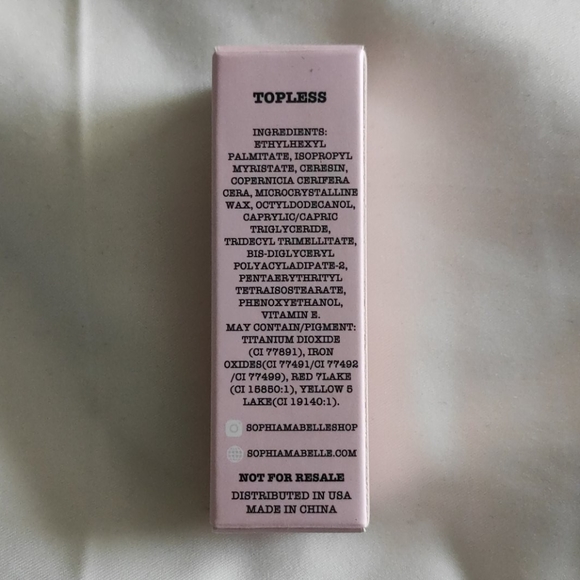 TOPLESS
INGREDIENTS:
ETHYLHEXYL
PALMITATE, ISOPROPYL
MYRISTATE, CERESIN,
COPERNICIA CERIFERA
CERA, MICROCRYSTALLINE
WAX, OCTYLDODECANOL,
CAPRYLIC/CAPRIC
TRIGLYCERIDE,
TRIDECYL TRIMELLITATE,
BIS-DIGLYCERYL
POLYACYLADIPATE-2,
PENTAERYTHRITYL
TETRAISOSTEARATE,
PHENOXYETHANOL,
VITAMIN E.
MAY CONTAIN/PIGMENT:
TITANIUM DIOXIDE
(CI 77891), IRON
OXIDES(CI 77491/CI 77492
/CI 77499), RED 7LAKE
(CI 15850:1), YELLOW 5
LAKE(CI 19140:1).
SOPHIAMABELLESHOP
SOPHIAMABELLE.COM
NOT FOR RESALE
DISTRIBUTED IN USA
MADE IN CHINA